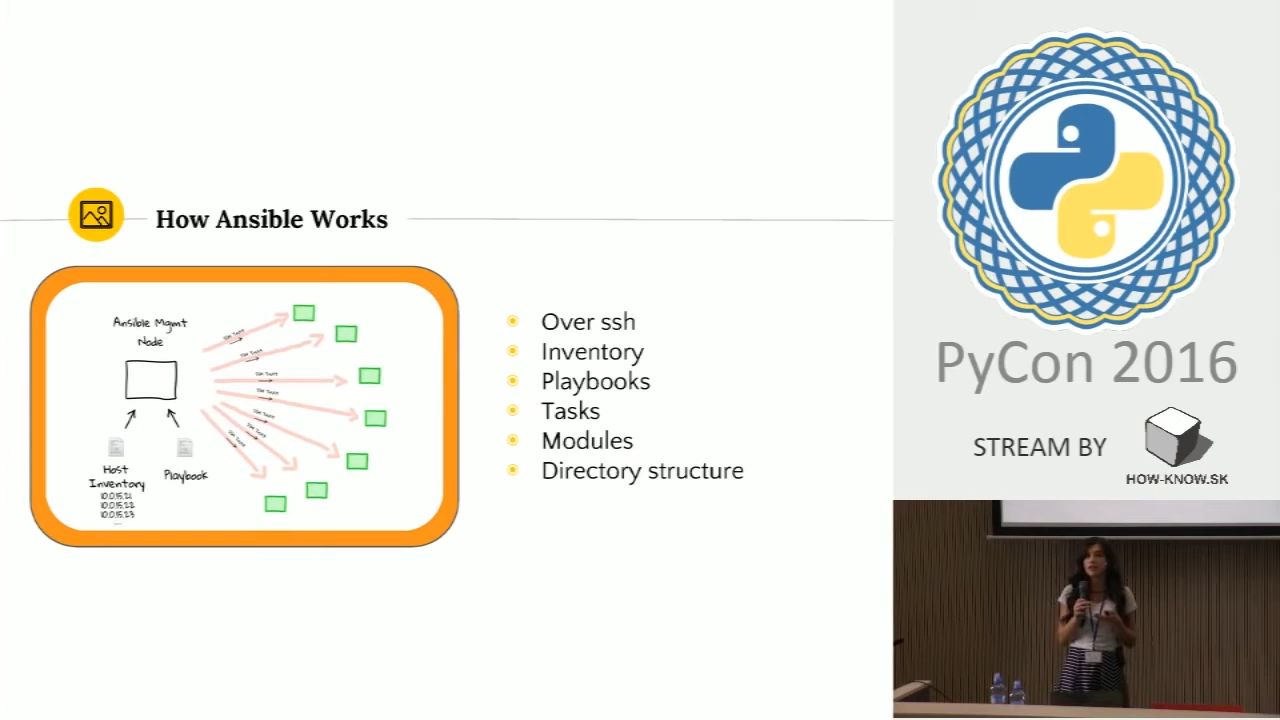 How Ansible Works
Ansible Mgmt
Node
Host
Inventory
10.0.15.21
10.0.15.22
10.0.15.23
Playbook
Over ssh
Inventory
Playbooks
Tasks
Modules
Directory structure
PyCon 2016
STREAM BY
HOW-KNOW.SK